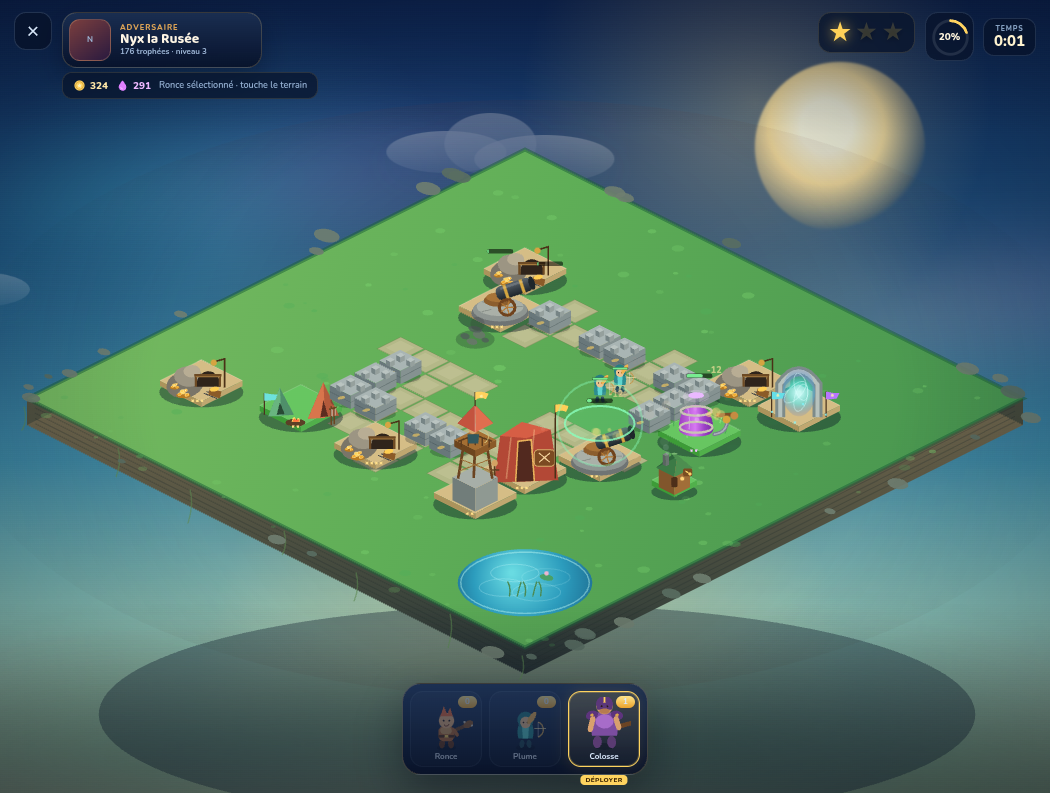 ✕
N
ADVERSAIRE
Nyx la Rusée
176 trophées · niveau 3
324 291 Ronce sélectionné · touche le terrain
20%
TEMPS
0:01
-12
Ronce
Plume
Colosse
DÉPLOYER